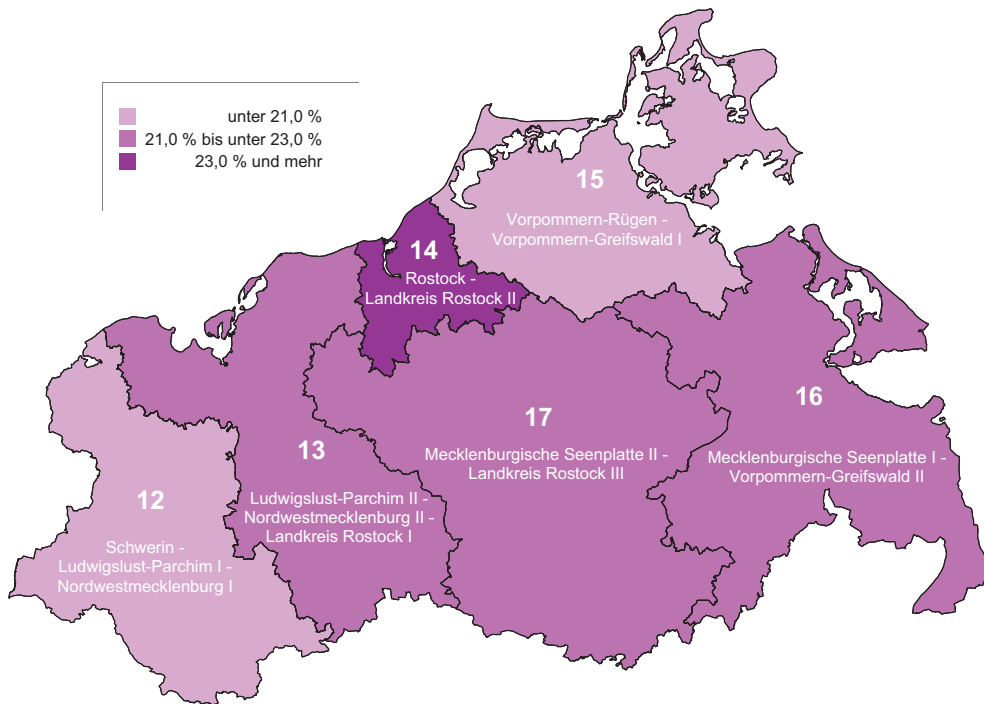 unter 21,0 %
21,0 % bis unter 23,0 %
23,0 % und mehr
15
Vorpommern-Rügen -
Vorpommern-Greifswald I
14
Rostock -
Landkreis Rostock II
16
Mecklenburgische Seenplatte I -
Vorpommern-Greifswald II
17
Mecklenburgische Seenplatte II -
Landkreis Rostock III
13
Ludwigslust-Parchim II -
Nordwestmecklenburg II -
Landkreis Rostock I
12
Schwerin -
Ludwigslust-Parchim I -
Nordwestmecklenburg I